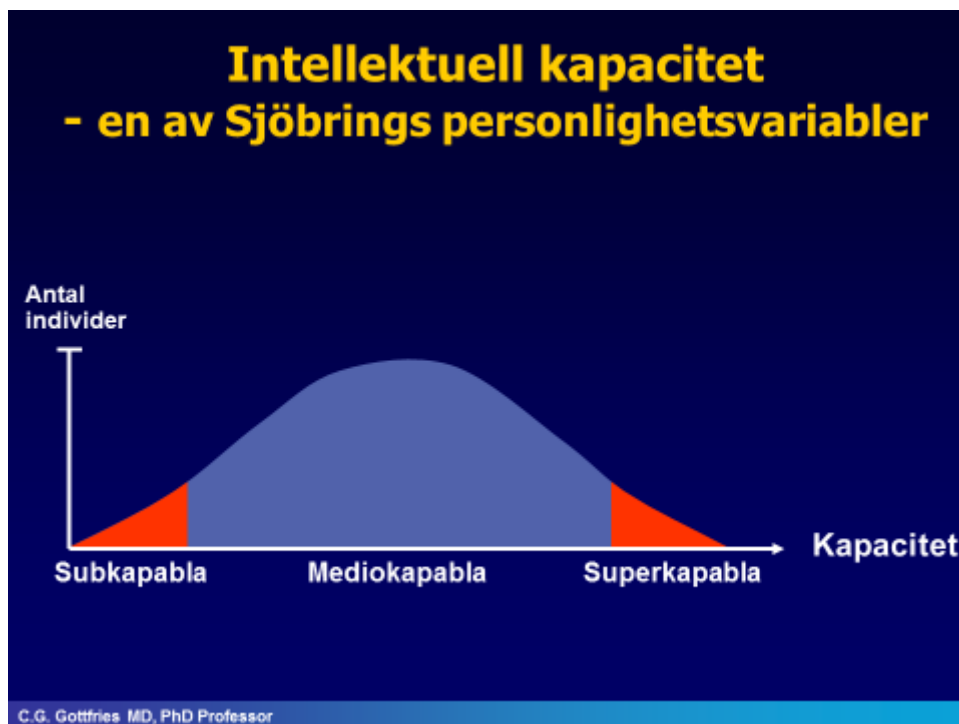 Intellektuell kapacitet
- en av Sjöbrings personlighetsvariabler
Antal
individer
Kapacitet
Subkapabla
Mediokapabla
Superkapabla
C.G. Gottfries MD, PhD Professor